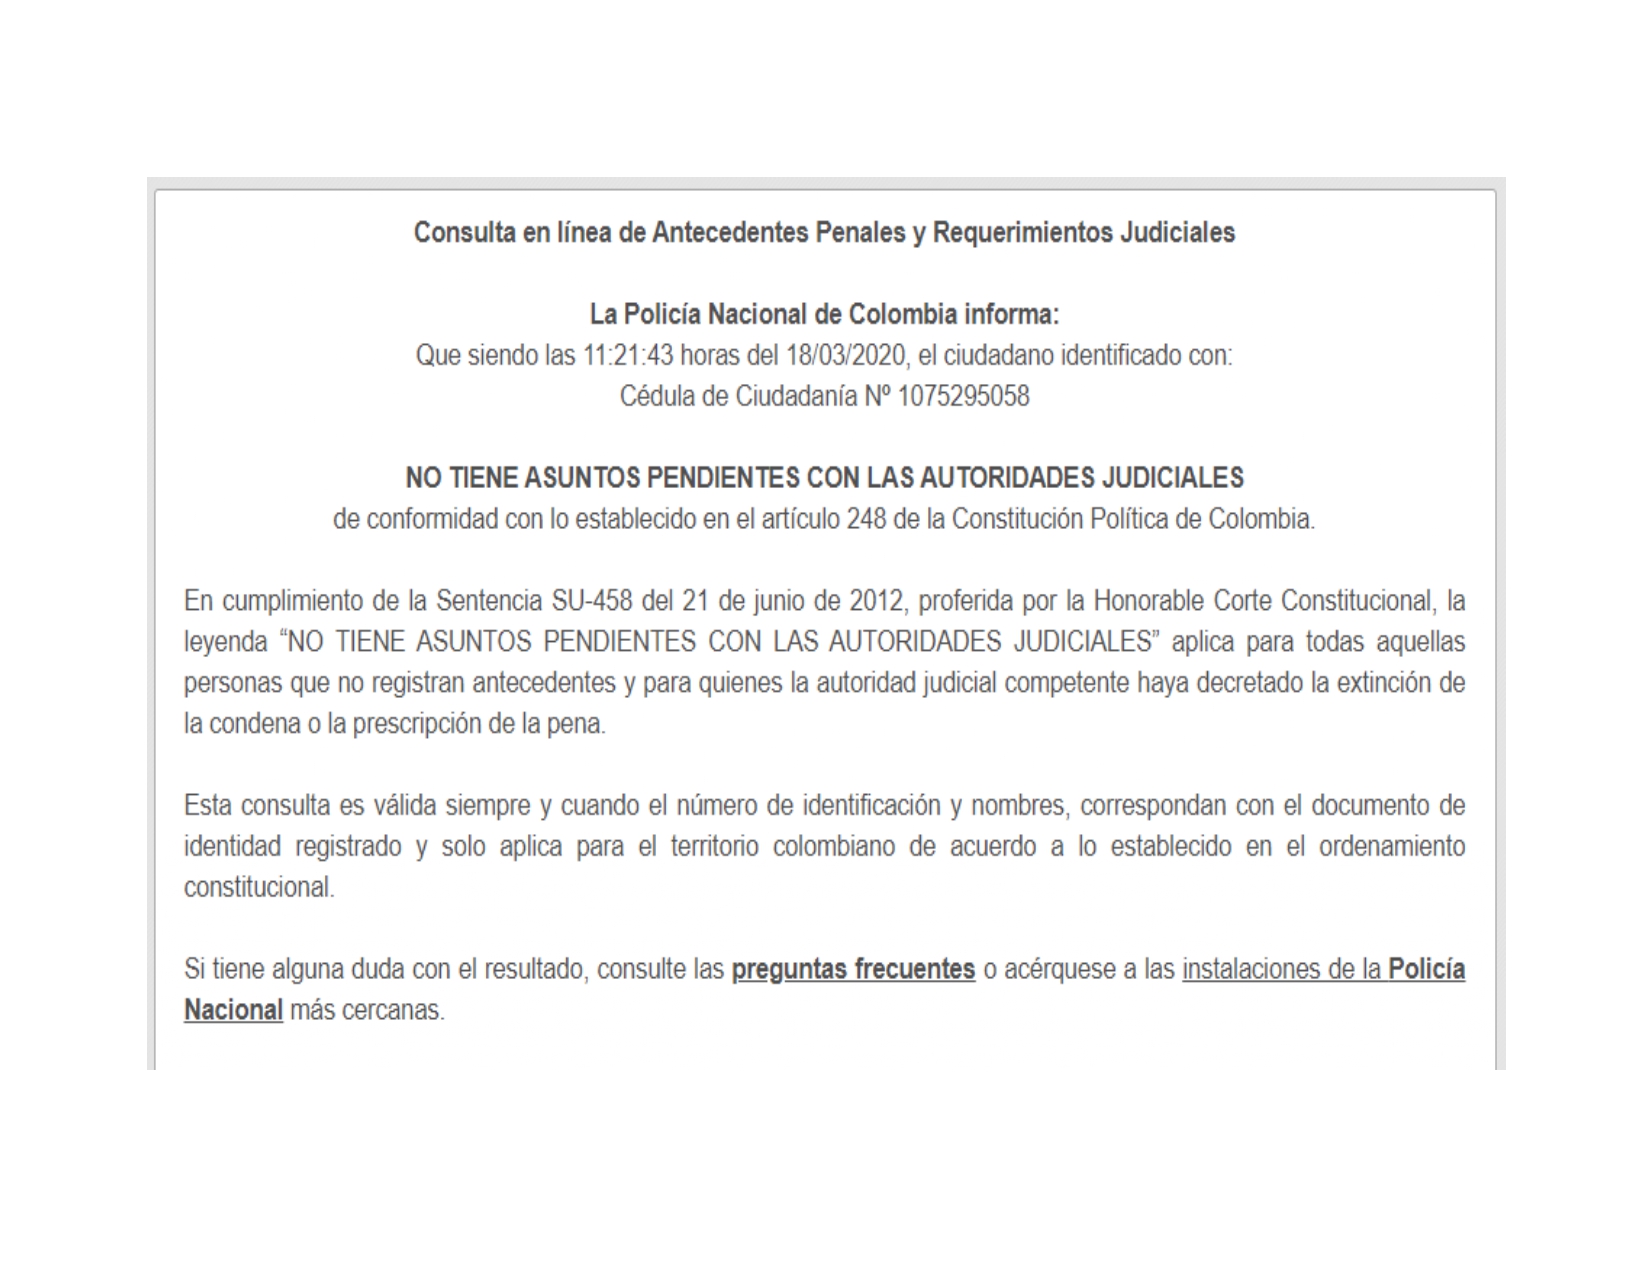 Consulta en línea de Antecedentes Penales y Requerimientos Judiciales
La Policía Nacional de Colombia informa:
Que siendo las 11:21:43 horas del 18/03/2020, el ciudadano identificado con:
Cédula de Ciudadanía Nº 1075295058
NO TIENE ASUNTOS PENDIENTES CON LAS AUTORIDADES JUDICIALES
de conformidad con lo establecido en el artículo 248 de la Constitución Política de Colombia.
En cumplimiento de la Sentencia SU-458 del 21 de junio de 2012, proferida por la Honorable Corte Constitucional, la
leyenda “NO TIENE ASUNTOS PENDIENTES CON LAS AUTORIDADES JUDICIALES” aplica para todas aquellas
personas que no registran antecedentes y para quienes la autoridad judicial competente haya decretado la extinción de
la condena o la prescripción de la pena.
Esta consulta es válida siempre y cuando el número de identificación y nombres, correspondan con el documento de
identidad registrado y solo aplica para el territorio colombiano de acuerdo a lo establecido en el ordenamiento
constitucional.
Si tiene alguna duda con el resultado, consulte las preguntas frecuentes o acérquese a las instalaciones de la Policía
Nacional más cercanas.